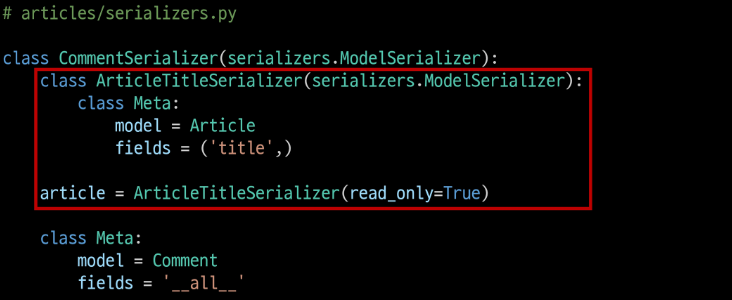 # articles/serializers.py
class CommentSerializer(serializers.ModelSerializer):
    class ArticleTitleSerializer(serializers.ModelSerializer):
        class Meta:
            model = Article
            fields = ('title',)
    article = ArticleTitleSerializer(read_only=True)
    class Meta:
        model = Comment
        fields = '__all__'